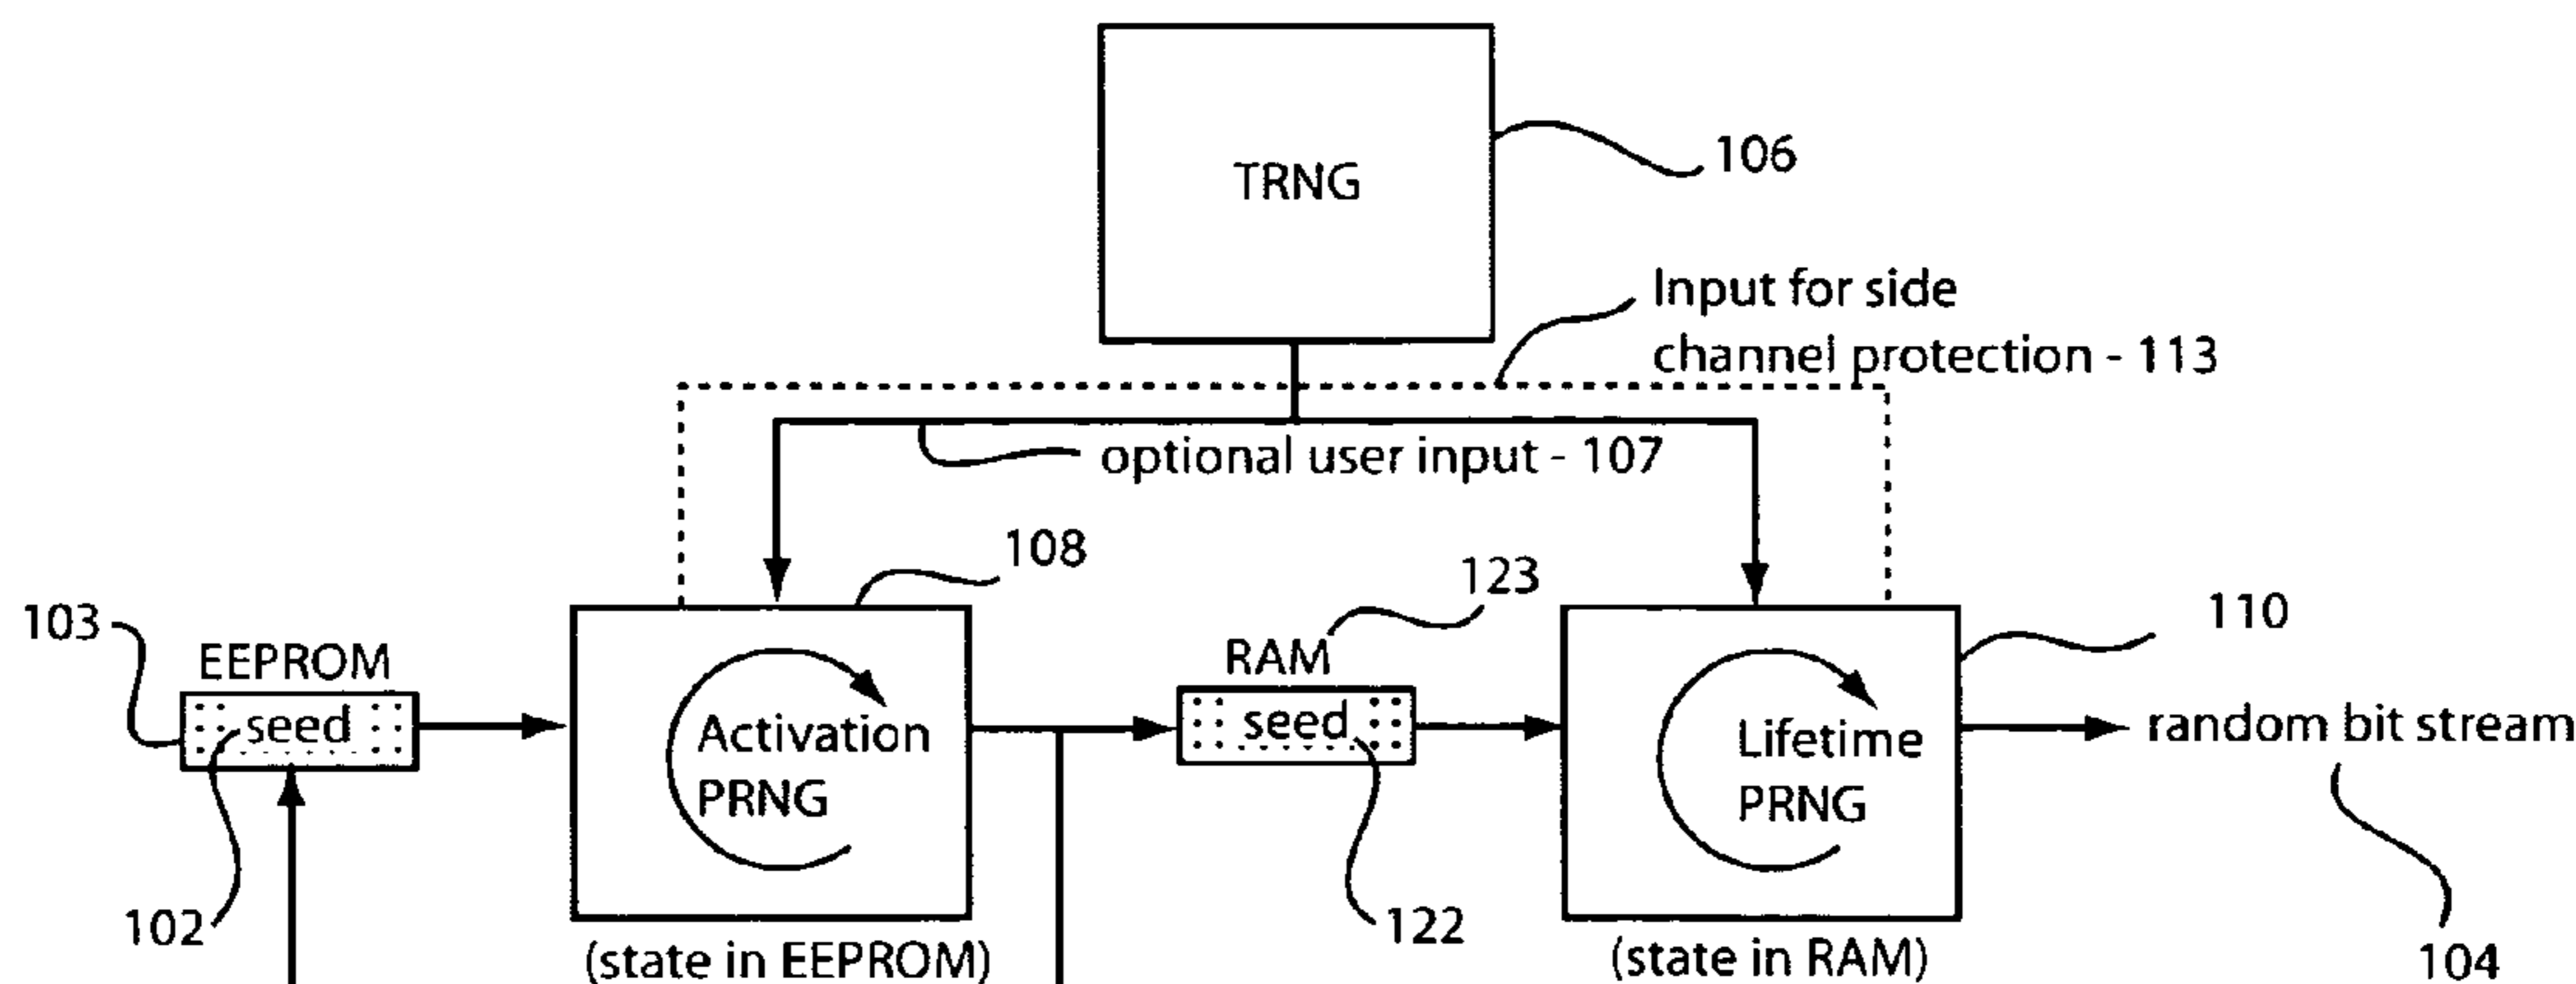 TRNG
106
Input for side
channel protection - 113
optional user input - 107
108
123
110
103
EEPROM
RAM
seed
seed
Activation
PRNG
Lifetime
PRNG
random bit stream
102
122
(state in EEPROM)
(state in RAM)
104